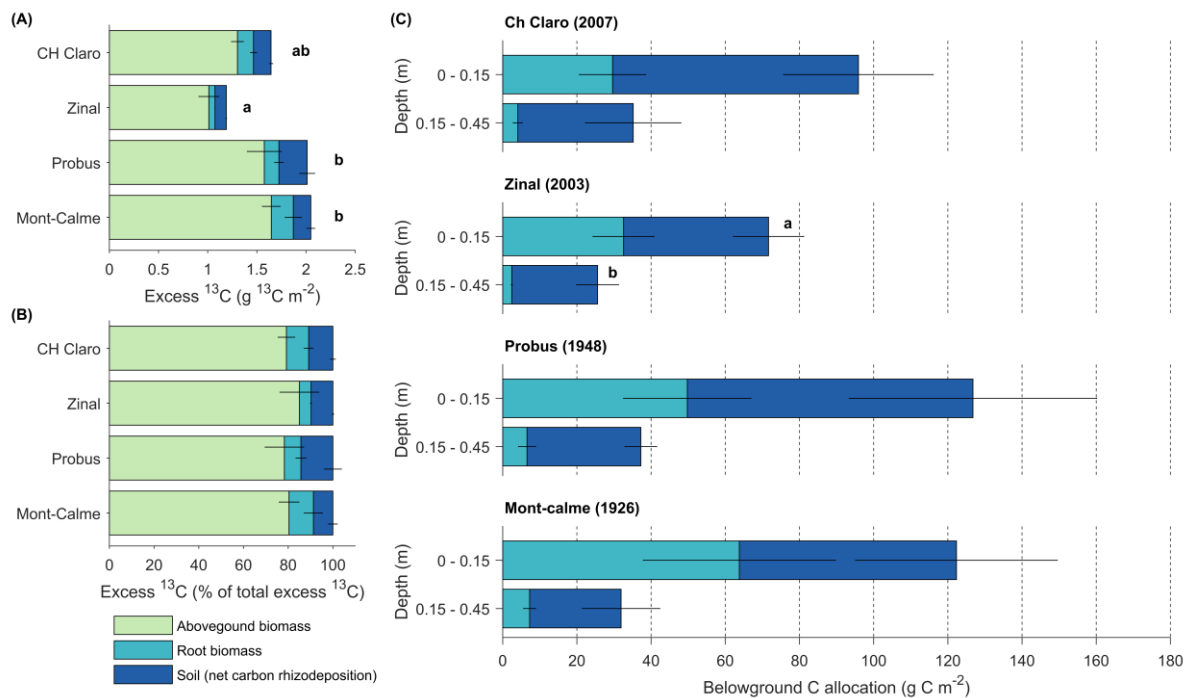 (A)
CH Claro
ab
Zinal
a
Probus
b
Mont-Calme
b
0 0.5 1 1.5 2 2.5
Excess ¹³C (g ¹³C m⁻²)
(B)
CH Claro
Zinal
Probus
Mont-Calme
0 20 40 60 80 100
Excess ¹³C (% of total excess ¹³C)
Abovegound biomass
Root biomass
Soil (net carbon rhizodeposition)
(C)
Ch Claro (2007)
Depth (m)
0 - 0.15
0.15 - 0.45
Zinal (2003)
Depth (m)
0 - 0.15
a
0.15 - 0.45
b
Probus (1948)
Depth (m)
0 - 0.15
0.15 - 0.45
Mont-calme (1926)
Depth (m)
0 - 0.15
0.15 - 0.45
0 20 40 60 80 100 120 140 160 180
Belowground C allocation (g C m⁻²)